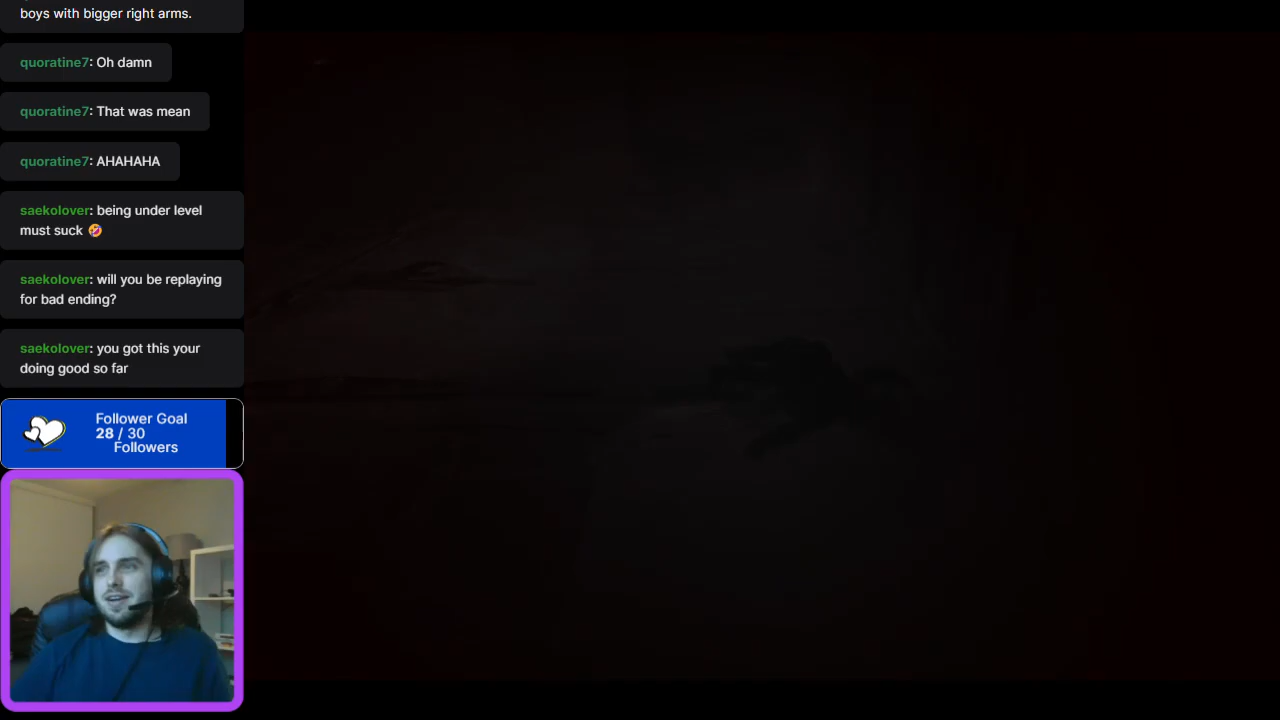 boys with bigger right arms.
quoratine7: Oh damn
quoratine7: That was mean
quoratine7: AHAHAHA
saekolover: being under level
must suck 🤣
saekolover: will you be replaying
for bad ending?
saekolover: you got this your
doing good so far
Follower Goal
28 / 30
Followers